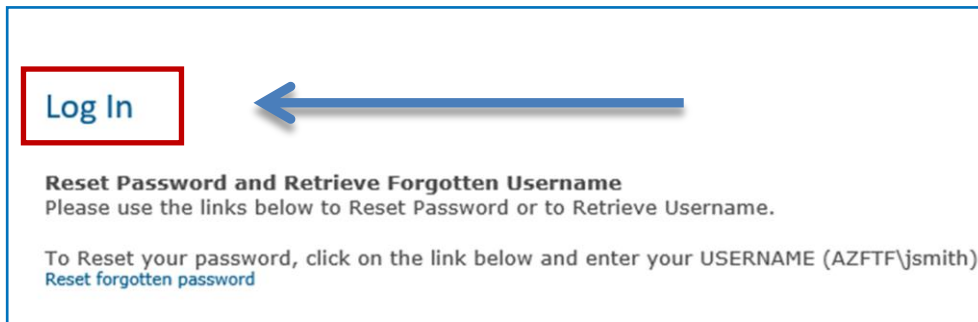 Log In
Reset Password and Retrieve Forgotten Username
Please use the links below to Reset Password or to Retrieve Username.
To Reset your password, click on the link below and enter your USERNAME (AZFTF\jsmith)
Reset forgotten password